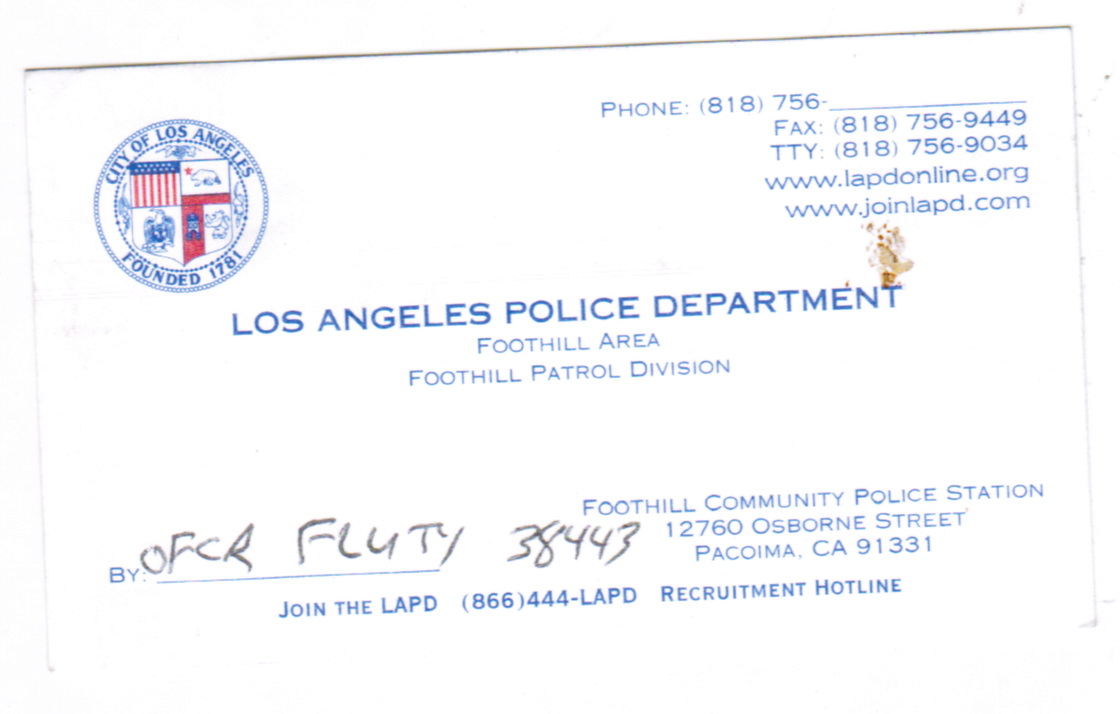 CITY OF LOS ANGELES
FOUNDED 1781
PHONE: (818) 756-
FAX: (818) 756-9449
TTY: (818) 756-9034
www.lapdonline.org
www.joinlapd.com
LOS ANGELES POLICE DEPARTMENT
FOOTHILL AREA
FOOTHILL PATROL DIVISION
FOOTHILL COMMUNITY POLICE STATION
12760 OSBORNE STREET
PACOIMA, CA 91331
BY: OFCR FLUTY 38443
JOIN THE LAPD (866)444-LAPD RECRUITMENT HOTLINE